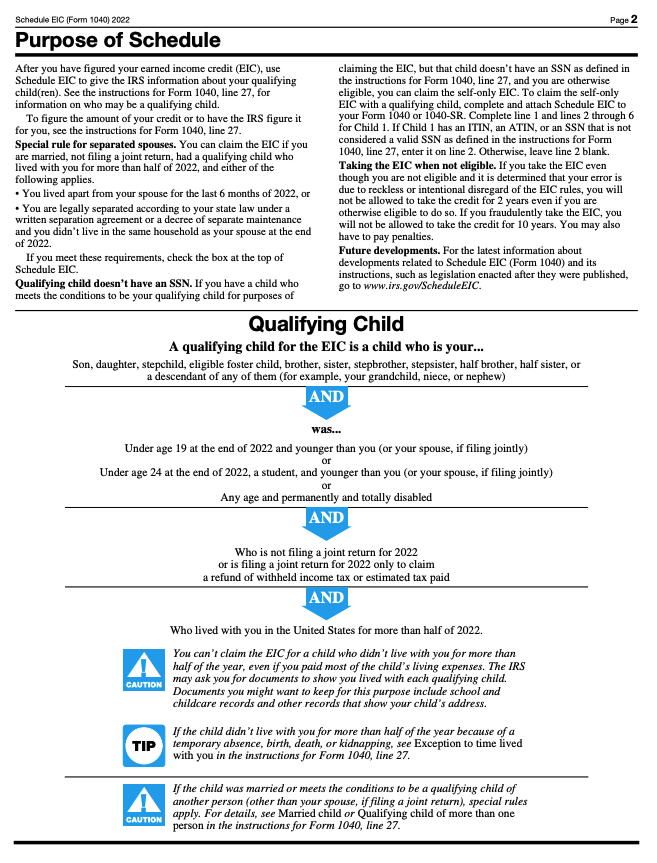 Schedule EIC (Form 1040) 2022
Page 2
Purpose of Schedule
After you have figured your earned income credit (EIC), use
Schedule EIC to give the IRS information about your qualifying
child(ren). See the instructions for Form 1040, line 27, for
information on who may be a qualifying child.
To figure the amount of your credit or to have the IRS figure it
for you, see the instructions for Form 1040, line 27.
Special rule for separated spouses. You can claim the EIC if you
are married, not filing a joint return, had a qualifying child who
lived with you for more than half of 2022, and either of the
following applies.
• You lived apart from your spouse for the last 6 months of 2022, or
• You are legally separated according to your state law under a
written separation agreement or a decree of separate maintenance
and you didn't live in the same household as your spouse at the end
of 2022.
If you meet these requirements, check the box at the top of
Schedule EIC.
Qualifying child doesn't have an SSN. If you have a child who
meets the conditions to be your qualifying child for purposes of
claiming the EIC, but that child doesn't have an SSN as defined in
the instructions for Form 1040, line 27, and you are otherwise
eligible, you can claim the self-only EIC. To claim the self-only
EIC with a qualifying child, complete and attach Schedule EIC to
your Form 1040 or 1040-SR. Complete line 1 and lines 2 through 6
for Child 1. If Child 1 has an ITIN, an ATIN, or an SSN that is not
considered a valid SSN as defined in the instructions for Form
1040, line 27, enter it on line 2. Otherwise, leave line 2 blank.
Taking the EIC when not eligible. If you take the EIC even
though you are not eligible and it is determined that your error is
due to reckless or intentional disregard of the EIC rules, you will
not be allowed to take the credit for 2 years even if you are
otherwise eligible to do so. If you fraudulently take the EIC, you
will not be allowed to take the credit for 10 years. You may also
have to pay penalties.
Future developments. For the latest information about
developments related to Schedule EIC (Form 1040) and its
instructions, such as legislation enacted after they were published,
go to www.irs.gov/ScheduleEIC.
Qualifying Child
A qualifying child for the EIC is a child who is your...
Son, daughter, stepchild, eligible foster child, brother, sister, stepbrother, stepsister, half brother, half sister, or
a descendant of any of them (for example, your grandchild, niece, or nephew)
AND
was...
Under age 19 at the end of 2022 and younger than you (or your spouse, if filing jointly)
or
Under age 24 at the end of 2022, a student, and younger than you (or your spouse, if filing jointly)
or
Any age and permanently and totally disabled
AND
Who is not filing a joint return for 2022
or is filing a joint return for 2022 only to claim
a refund of withheld income tax or estimated tax paid
AND
Who lived with you in the United States for more than half of 2022.
CAUTION
You can't claim the EIC for a child who didn't live with you for more than
half of the year, even if you paid most of the child's living expenses. The IRS
may ask you for documents to show you lived with each qualifying child.
Documents you might want to keep for this purpose include school and
childcare records and other records that show your child's address.
TIP
If the child didn't live with you for more than half of the year because of a
temporary absence, birth, death, or kidnapping, see Exception to time lived
with you in the instructions for Form 1040, line 27.
CAUTION
If the child was married or meets the conditions to be a qualifying child of
another person (other than your spouse, if filing a joint return), special rules
apply. For details, see Married child or Qualifying child of more than one
person in the instructions for Form 1040, line 27.